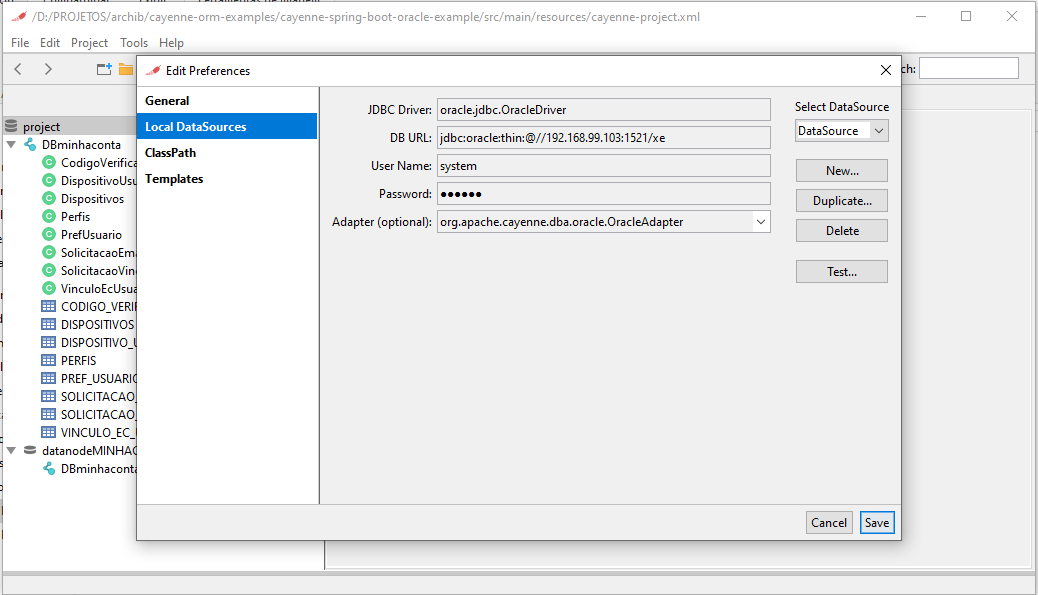 /D:/PROJETOS/archib/cayenne-orm-examples/cayenne-spring-boot-oracle-example/src/main/resources/cayenne-project.xml
File Edit Project Tools Help
ch:
Edit Preferences
General
Local DataSources
ClassPath
Templates
JDBC Driver: oracle.jdbc.OracleDriver
DB URL: jdbc:oracle:thin:@//192.168.99.103:1521/xe
User Name: system
Password: ●●●●●●
Adapter (optional): org.apache.cayenne.dba.oracle.OracleAdapter
Select DataSource
DataSource
New...
Duplicate...
Delete
Test...
Cancel Save
project
DBminhaconta
CodigoVerifica
DispositivoUsu
Dispositivos
Perfis
PrefUsuario
SolicitacaoEma
SolicitacaoVinc
VinculoEcUsua
CODIGO_VERIF
DISPOSITIVOS
DISPOSITIVO_U
PERFIS
PREF_USUARIO
SOLICITACAO_
SOLICITACAO_
VINCULO_EC_
datanodeMINHAC
DBminhaconta